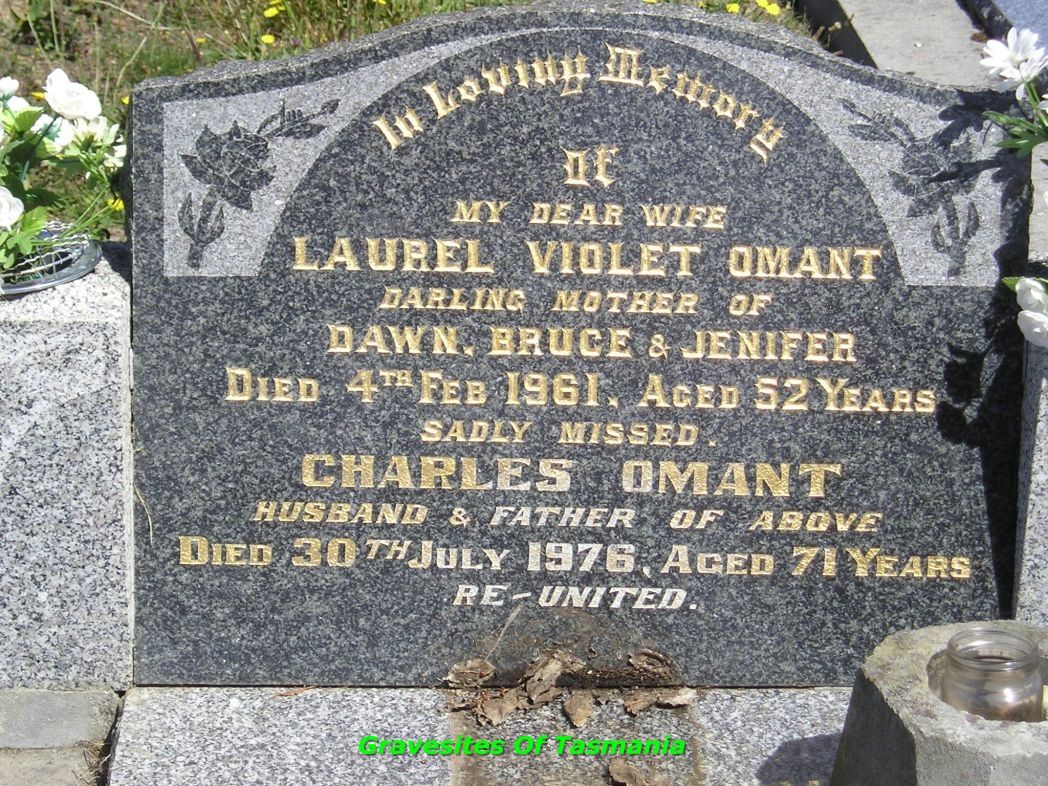 In Loving Memory
of
MY DEAR WIFE
LAUREL VIOLET OMANT
DARLING MOTHER OF
DAWN, BRUCE & JENIFER
DIED 4TH FEB 1961, AGED 52 YEARS
SADLY MISSED.
CHARLES OMANT
HUSBAND & FATHER OF ABOVE
DIED 30TH JULY 1976, AGED 71 YEARS
RE-UNITED.
Gravesites Of Tasmania